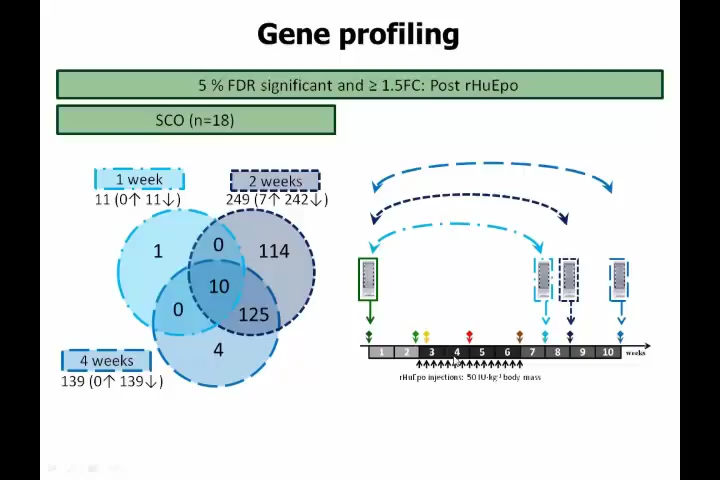 Gene profiling
5 % FDR significant and ≥ 1.5FC: Post rHuEpo
SCO (n=18)
1 week
11 (0↑ 11↓)
2 weeks
249 (7↑ 242↓)
1
0
114
10
0
125
4
4 weeks
139 (0↑ 139↓)
1 2 3 4 5 6 7 8 9 10 weeks
rHuEpo injections: 50 IU·kg⁻¹ body mass